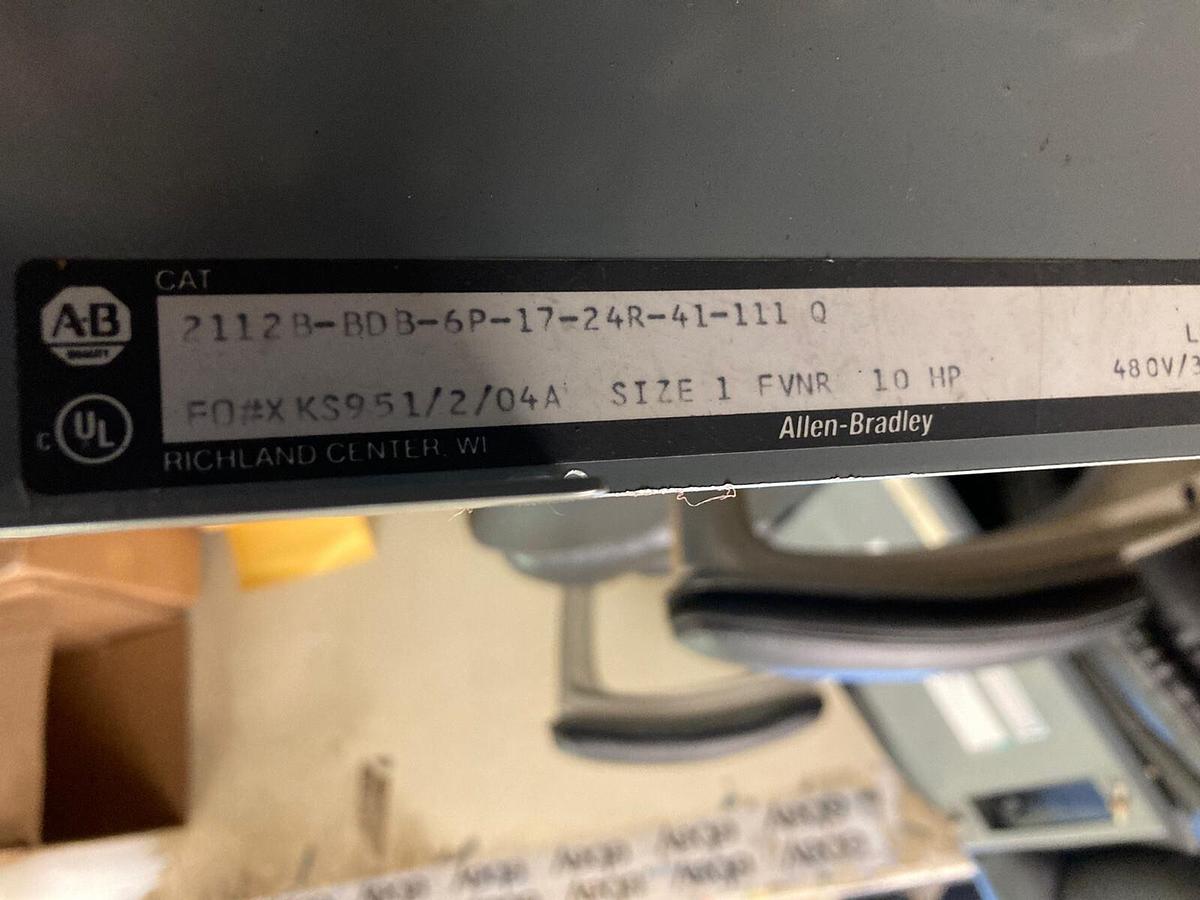 CAT
A-B
QUALITY
2112B-BDB-6P-17-24R-41-111 Q
L
480V/3
FO#XKS951/2/04A SIZE 1 FVNR 10 HP
C UL
Allen-Bradley
RICHLAND CENTER, WI